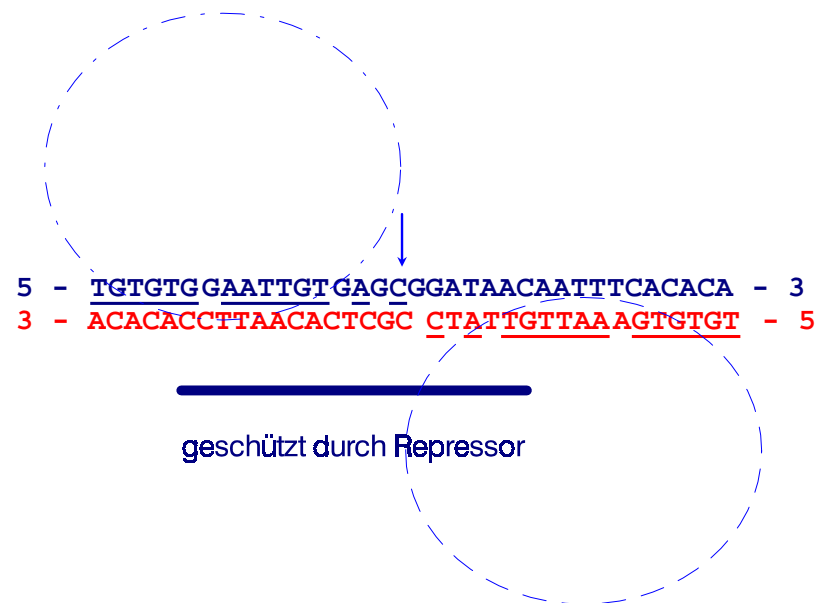 5 - TGTGTGGAATTGTGAGCGGATAACAATTTCACACA - 3
3 - ACACACCTTAACACTCGC CTATTGTTAAAGTGTGT - 5
geschützt durch Repressor